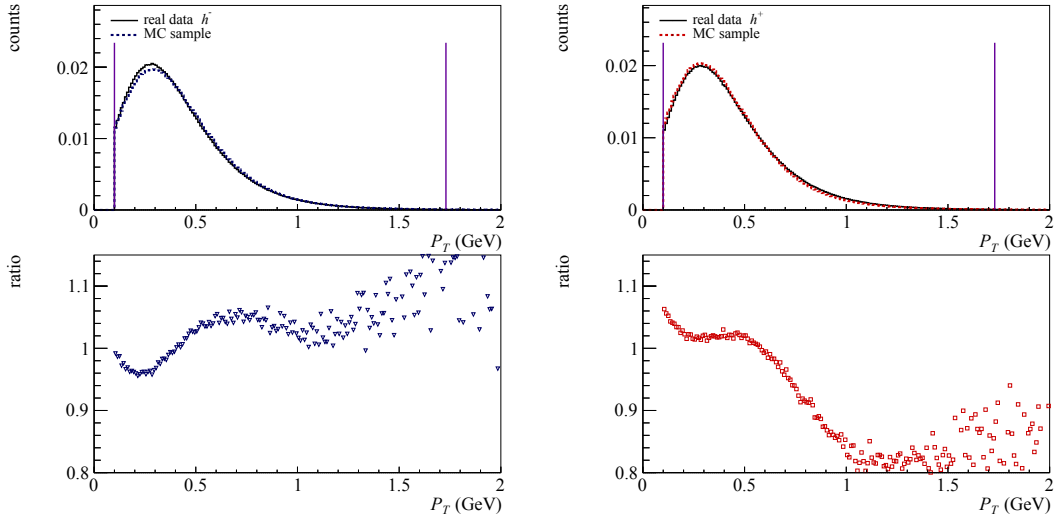 counts
real data h⁻
MC sample
0.02
0.01
0
0 0.5 1 1.5 2
P_T (GeV)
counts
real data h⁺
MC sample
0.02
0.01
0
0 0.5 1 1.5 2
P_T (GeV)
ratio
1.1
1
0.9
0.8
0 0.5 1 1.5 2
P_T (GeV)
ratio
1.1
1
0.9
0.8
0 0.5 1 1.5 2
P_T (GeV)